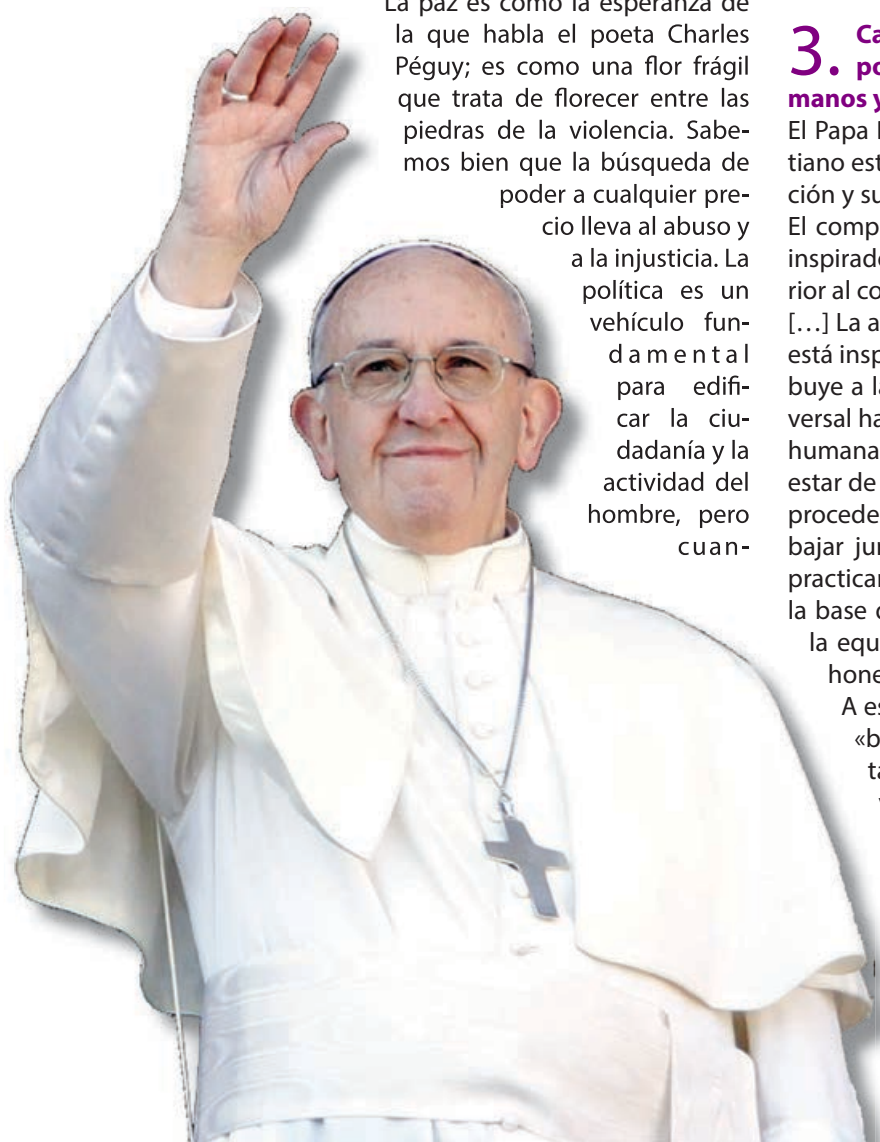 La paz es como la esperanza de
la que habla el poeta Charles
Péguy; es como una flor frágil
que trata de florecer entre las
piedras de la violencia. Sabe-
mos bien que la búsqueda de
poder a cualquier pre-
cio lleva al abuso y
a la injusticia. La
política es un
vehículo fun-
damental
para edifi-
car la ciu-
dadanía y la
actividad del
hombre, pero
cuan-
3.
manos y
El Papa
tiano est
ción y su
El comp
inspirado
rior al co
[…] La a
está insp
buye a la
versal ha
humana
estar de
procede
bajar jun
practicar
la base d
la equ
hone
A es
«b
ta